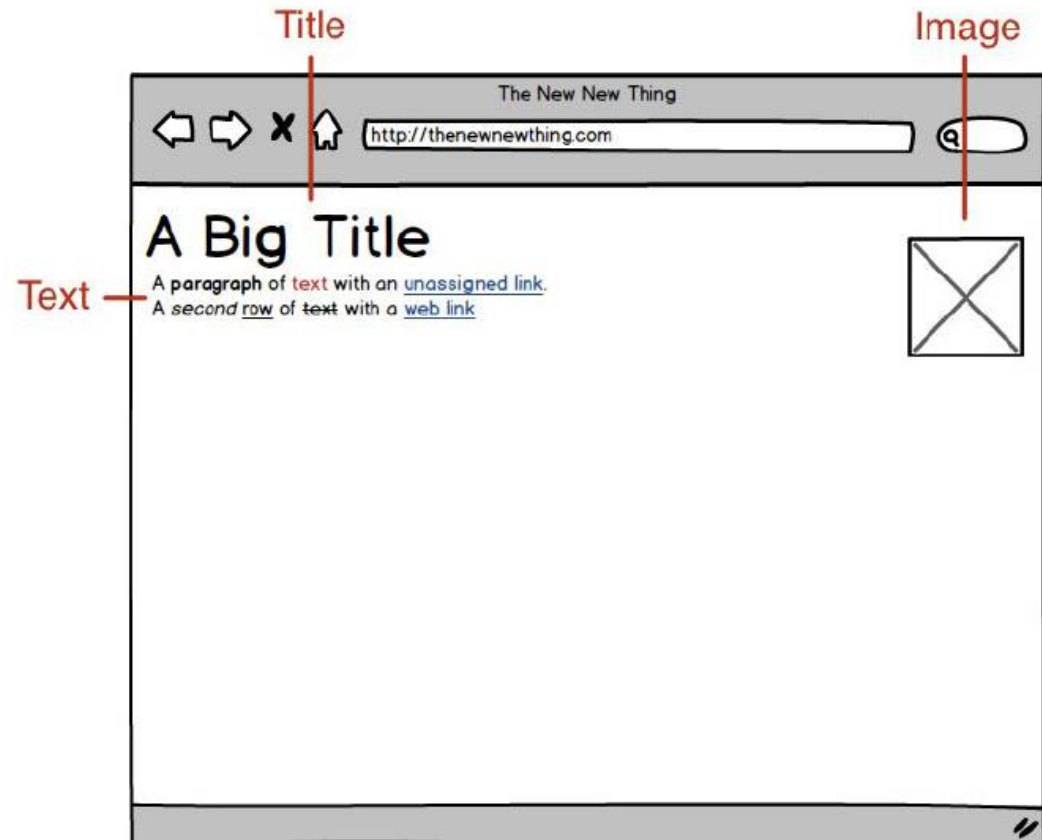 Title
Image
The New New Thing
http://thenewnewthing.com
A Big Title
Text
A paragraph of text with an unassigned link.
A second row of text with a web link